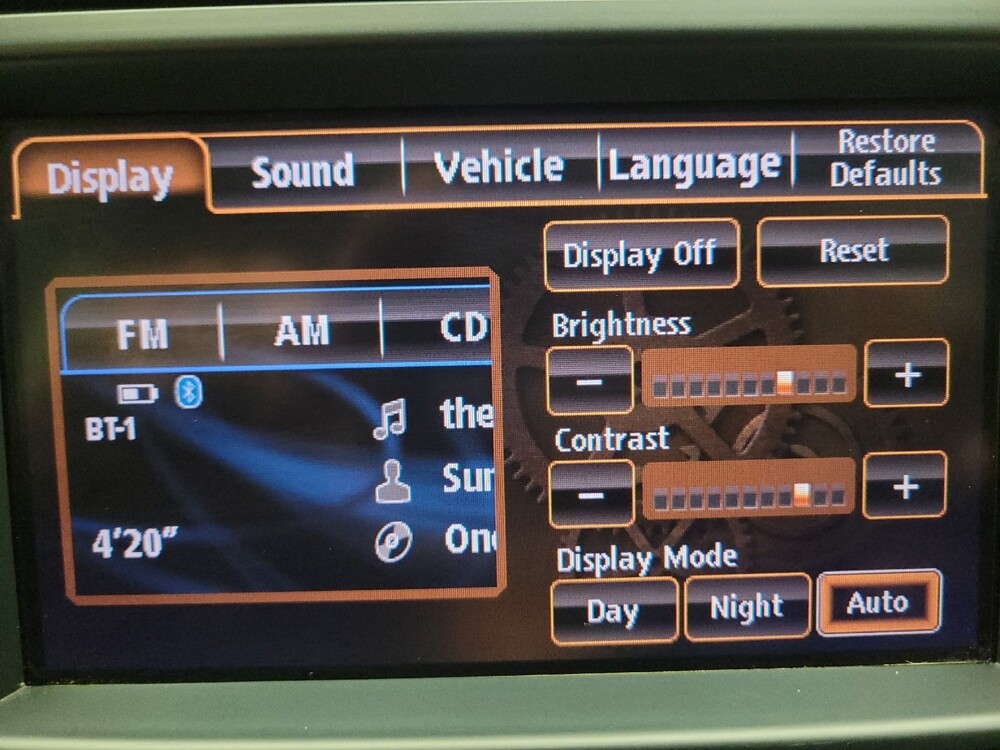 Display Sound Vehicle Language Restore Defaults
Display Off Reset
FM AM CD
Brightness
- +
BT-1
the
Contrast
- +
Sur
4'20"
Display Mode
Day Night Auto